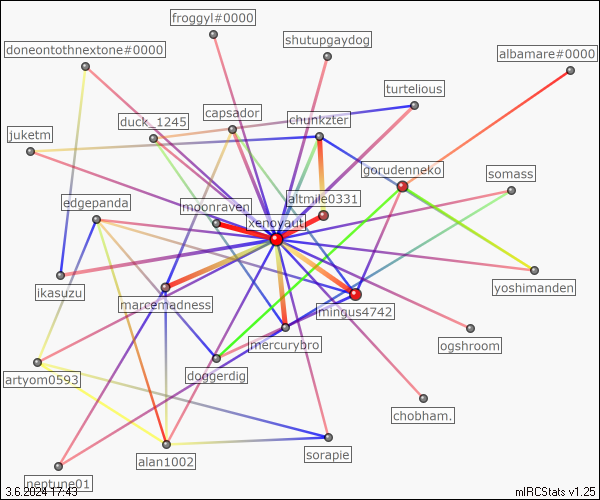 froggyl#0000
shutupgaydog
doneontothnextone#0000
albamare#0000
turtelious
capsador
chunkzter
duck_1245
juketm
gorudenneko
somass
altmile0331
edgepanda
moonraven
xenoyaut
ikasuzu
yoshimanden
marcemadness
mingus4742
mercurybro
ogshroom
doggerdig
artyom0593
chobham.
sorapie
alan1002
neptune01
3.6.2024 17:43
mIRCStats v1.25